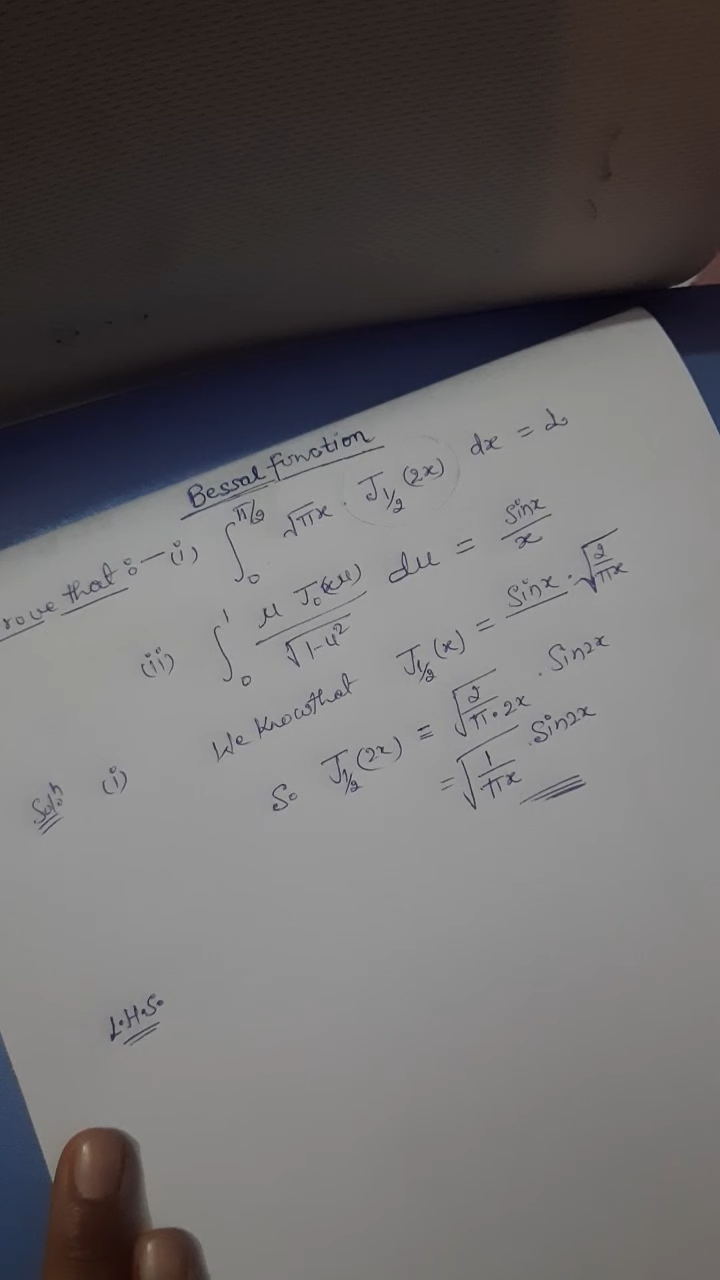 Bessal function
rove that :- (i) ∫₀^{π/2} √πx · J_{1/2}(2x) dx = 1
(ii) ∫₀¹ u J₀(xu) / √1-u² du = sinx / x
Solⁿ (i) We know that J_{1/2}(x) = sinx · √2/πx
So J_{1/2}(2x) = √2/π·2x · Sin2x
= √1/πx · Sin2x
L.H.S.